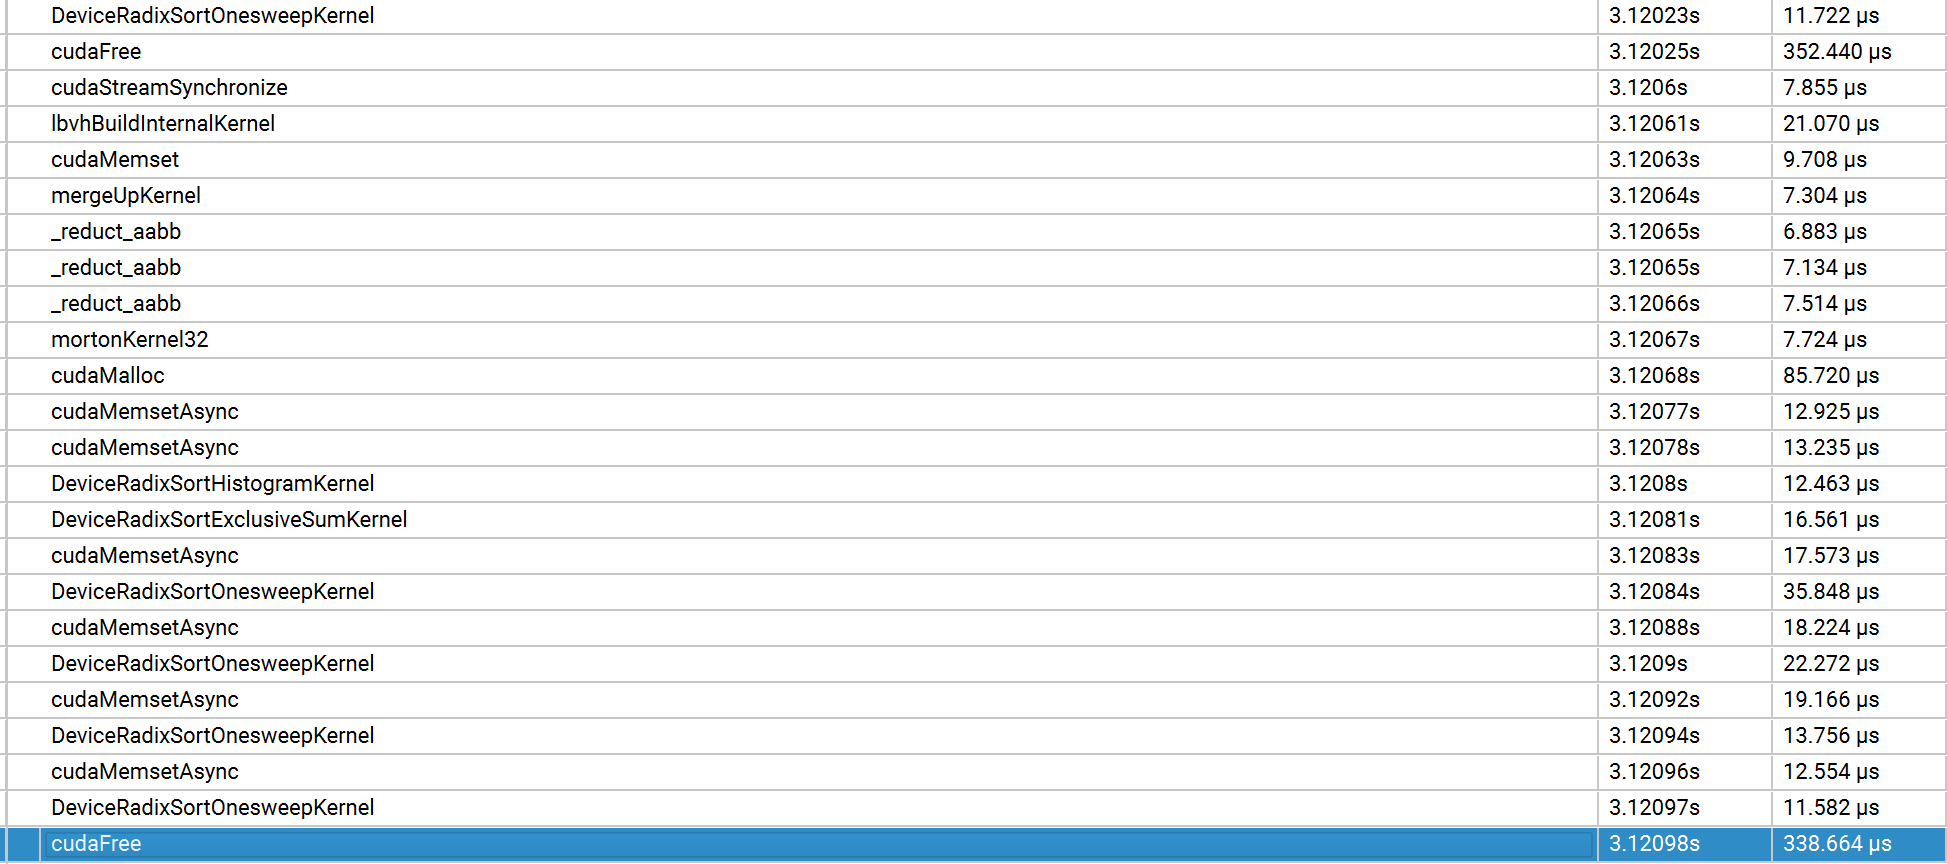 DeviceRadixSortOnesweepKernel 3.12023s 11.722 µs
cudaFree 3.12025s 352.440 µs
cudaStreamSynchronize 3.1206s 7.855 µs
lbvhBuildInternalKernel 3.12061s 21.070 µs
cudaMemset 3.12063s 9.708 µs
mergeUpKernel 3.12064s 7.304 µs
_reduct_aabb 3.12065s 6.883 µs
_reduct_aabb 3.12065s 7.134 µs
_reduct_aabb 3.12066s 7.514 µs
mortonKernel32 3.12067s 7.724 µs
cudaMalloc 3.12068s 85.720 µs
cudaMemsetAsync 3.12077s 12.925 µs
cudaMemsetAsync 3.12078s 13.235 µs
DeviceRadixSortHistogramKernel 3.1208s 12.463 µs
DeviceRadixSortExclusiveSumKernel 3.12081s 16.561 µs
cudaMemsetAsync 3.12083s 17.573 µs
DeviceRadixSortOnesweepKernel 3.12084s 35.848 µs
cudaMemsetAsync 3.12088s 18.224 µs
DeviceRadixSortOnesweepKernel 3.1209s 22.272 µs
cudaMemsetAsync 3.12092s 19.166 µs
DeviceRadixSortOnesweepKernel 3.12094s 13.756 µs
cudaMemsetAsync 3.12096s 12.554 µs
DeviceRadixSortOnesweepKernel 3.12097s 11.582 µs
cudaFree 3.12098s 338.664 µs